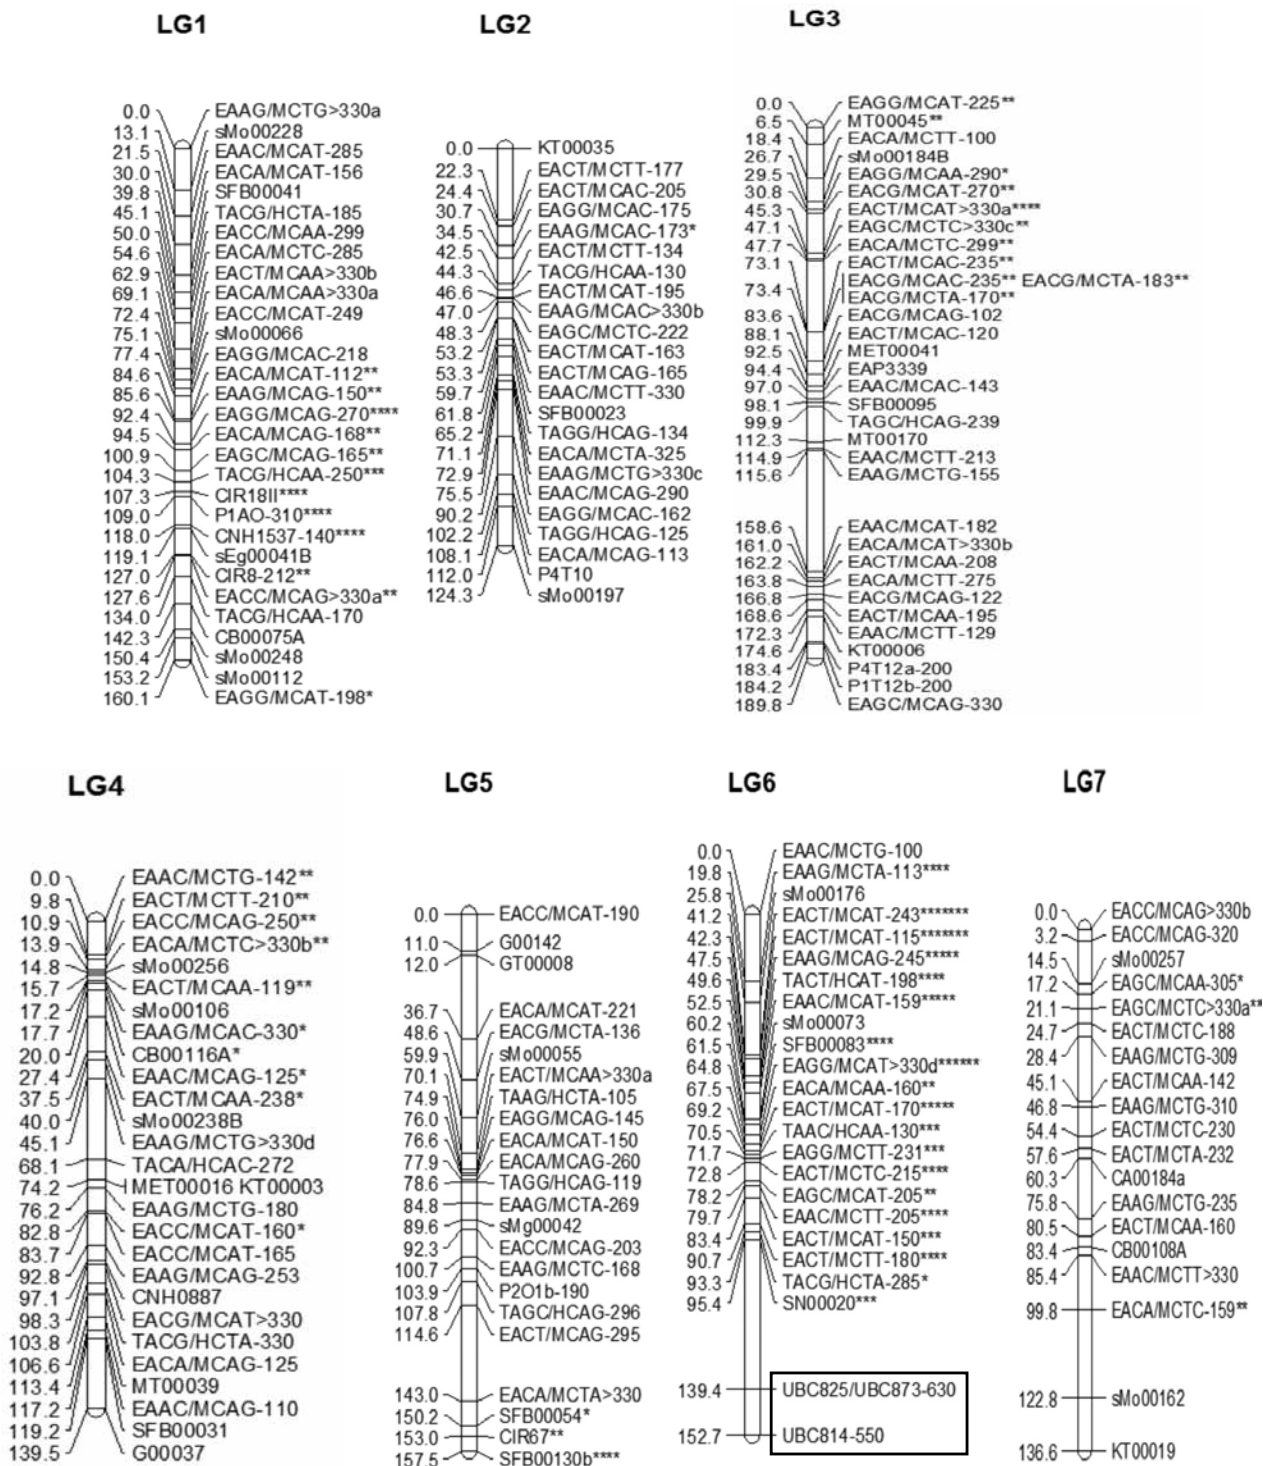 LG1
0.0 EAAG/MCTG>330a
13.1 sMo00228
21.5 EAAC/MCAT-285
30.0 EACA/MCAT-156
39.8 SFB00041
45.1 TACG/HCTA-185
50.0 EACC/MCAA-299
54.6 EACA/MCTC-285
62.9 EACT/MCAA>330b
69.1 EACA/MCAA>330a
72.4 EACC/MCAT-249
75.1 sMo00066
77.4 EAGG/MCAC-218
84.6 EACA/MCAT-112**
85.6 EAAG/MCAG-150**
92.4 EAGG/MCAG-270****
94.5 EACA/MCAG-168**
100.9 EAGC/MCAG-165**
104.3 TACG/HCAA-250***
107.3 CIR18II****
109.0 P1AO-310****
118.0 CNH1537-140****
119.1 sEg00041B
127.0 CIR8-212**
127.6 EACC/MCAG>330a**
134.0 TACG/HCAA-170
142.3 CB00075A
150.4 sMo00248
153.2 sMo00112
160.1 EAGG/MCAT-198*
LG2
0.0 KT00035
22.3 EACT/MCTT-177
24.4 EACT/MCAC-205
30.7 EAGG/MCAC-175
34.5 EAAG/MCAC-173*
42.5 EACT/MCTT-134
44.3 TACG/HCAA-130
46.6 EACT/MCAT-195
47.0 EAAG/MCAC>330b
48.3 EAGC/MCTC-222
53.2 EACT/MCAT-163
53.3 EACT/MCAG-165
59.7 EAAC/MCTT-330
61.8 SFB00023
65.2 TAGG/HCAG-134
71.1 EACA/MCTA-325
72.9 EAAG/MCTG>330c
75.5 EAAC/MCAG-290
90.2 EAGG/MCAC-162
102.2 TAGG/HCAG-125
108.1 EACA/MCAG-113
112.0 P4T10
124.3 sMo00197
LG3
0.0 EAGG/MCAT-225**
6.5 MT00045**
18.4 EACA/MCTT-100
26.7 sMo00184B
29.5 EAGG/MCAA-290*
30.8 EACG/MCAT-270**
45.3 EACT/MCAT>330a****
47.1 EAGC/MCTC>330c**
47.7 EACA/MCTC-299**
73.1 EACT/MCAC-235**
EACG/MCAC-235** EACG/MCTA-183**
73.4 EACG/MCTA-170**
83.6 EACG/MCAG-102
88.1 EACT/MCAC-120
92.5 MET00041
94.4 EAP3339
97.0 EAAC/MCAC-143
98.1 SFB00095
99.9 TAGC/HCAG-239
112.3 MT00170
114.9 EAAC/MCTT-213
115.6 EAAG/MCTG-155
158.6 EAAC/MCAT-182
161.0 EACA/MCAT>330b
162.2 EACT/MCAA-208
163.8 EACA/MCTT-275
166.8 EACG/MCAG-122
168.6 EACT/MCAA-195
172.3 EAAC/MCTT-129
174.6 KT00006
183.4 P4T12a-200
184.2 P1T12b-200
189.8 EAGC/MCAG-330
LG4
0.0 EAAC/MCTG-142**
9.8 EACT/MCTT-210**
10.9 EACC/MCAG-250**
13.9 EACA/MCTC>330b**
14.8 sMo00256
15.7 EACT/MCAA-119**
17.2 sMo00106
17.7 EAAG/MCAC-330*
20.0 CB00116A*
27.4 EAAC/MCAG-125*
37.5 EACT/MCAA-238*
40.0 sMo00238B
45.1 EAAG/MCTG>330d
68.1 TACA/HCAC-272
74.2 MET00016 KT00003
76.2 EAAG/MCTG-180
82.8 EACC/MCAT-160*
83.7 EACC/MCAT-165
92.8 EAAG/MCAG-253
97.1 CNH0887
98.3 EACG/MCAT>330
103.8 TACG/HCTA-330
106.6 EACA/MCAG-125
113.4 MT00039
117.2 EAAC/MCAG-110
119.2 SFB00031
139.5 G00037
LG5
0.0 EACC/MCAT-190
11.0 G00142
12.0 GT00008
36.7 EACA/MCAT-221
48.6 EACG/MCTA-136
59.9 sMo00055
70.1 EACT/MCAA>330a
74.9 TAAG/HCTA-105
76.0 EAGG/MCAG-145
76.6 EACA/MCAT-150
77.9 EACA/MCAG-260
78.6 TAGG/HCAG-119
84.8 EAAG/MCTA-269
89.6 sMg00042
92.3 EACC/MCAG-203
100.7 EAAG/MCTC-168
103.9 P2O1b-190
107.8 TAGC/HCAG-296
114.6 EACT/MCAG-295
143.0 EACA/MCTA>330
150.2 SFB00054*
153.0 CIR67**
157.5 SFB00130b****
LG6
0.0 EAAC/MCTG-100
19.8 EAAG/MCTA-113****
25.8 sMo00176
41.2 EACT/MCAT-243*******
42.3 EACT/MCAT-115*******
47.5 EAAG/MCAG-245*****
49.6 TACT/HCAT-198****
52.5 EAAC/MCAT-159*****
60.2 sMo00073
61.5 SFB00083****
64.8 EAGG/MCAT>330d******
67.5 EACA/MCAA-160**
69.2 EACT/MCAT-170*****
70.5 TAAC/HCAA-130***
71.7 EAGG/MCTT-231***
72.8 EACT/MCTC-215****
78.2 EAGC/MCAT-205**
79.7 EAAC/MCTT-205****
83.4 EACT/MCAT-150***
90.7 EACT/MCTT-180****
93.3 TACG/HCTA-285*
95.4 SN00020***
139.4 UBC825/UBC873-630
152.7 UBC814-550
LG7
0.0 EACC/MCAG>330b
3.2 EACC/MCAG-320
14.5 sMo00257
17.2 EAGC/MCAA-305*
21.1 EAGC/MCTC>330a**
24.7 EACT/MCTC-188
28.4 EAAG/MCTG-309
45.1 EACT/MCAA-142
46.8 EAAG/MCTG-310
54.4 EACT/MCTC-230
57.6 EACT/MCTA-232
60.3 CA00184a
75.8 EAAG/MCTG-235
80.5 EACT/MCAA-160
83.4 CB00108A
85.4 EAAC/MCTT>330
99.8 EACA/MCTC-159**
122.8 sMo00162
136.6 KT00019